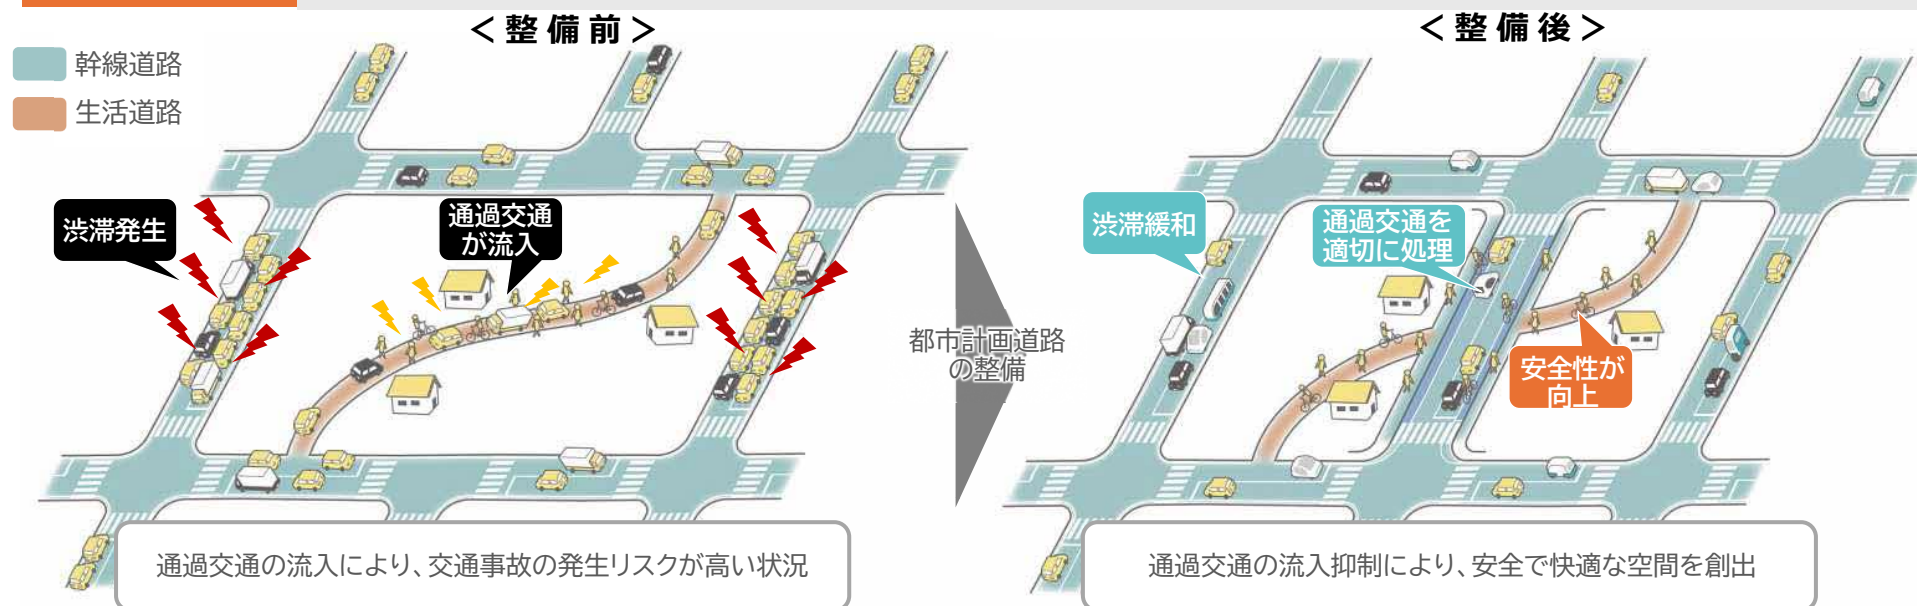 ＜整備前＞
＜整備後＞
幹線道路
生活道路
渋滞発生
通過交通
が流入
都市計画道路
の整備
渋滞緩和
通過交通を
適切に処理
安全性が
向上
通過交通の流入により、交通事故の発生リスクが高い状況
通過交通の流入抑制により、安全で快適な空間を創出